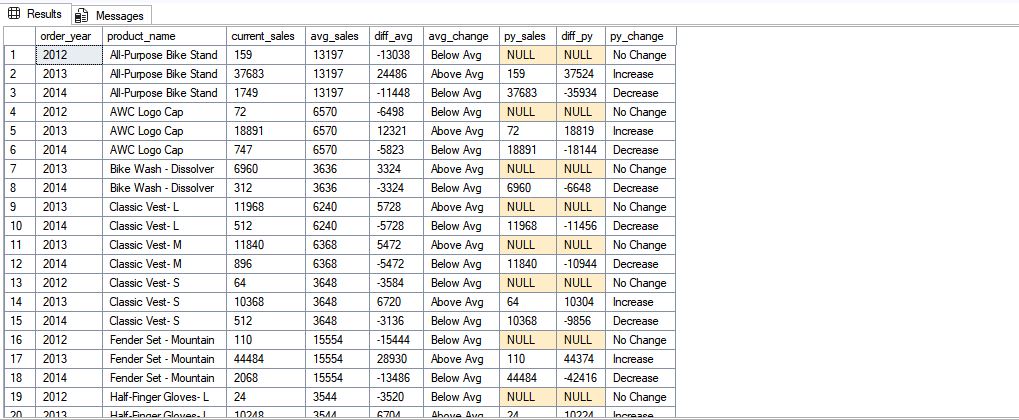 Results Messages
order_year product_name current_sales avg_sales diff_avg avg_change py_sales diff_py py_change
1 2012 All-Purpose Bike Stand 159 13197 -13038 Below Avg NULL NULL No Change
2 2013 All-Purpose Bike Stand 37683 13197 24486 Above Avg 159 37524 Increase
3 2014 All-Purpose Bike Stand 1749 13197 -11448 Below Avg 37683 -35934 Decrease
4 2012 AWC Logo Cap 72 6570 -6498 Below Avg NULL NULL No Change
5 2013 AWC Logo Cap 18891 6570 12321 Above Avg 72 18819 Increase
6 2014 AWC Logo Cap 747 6570 -5823 Below Avg 18891 -18144 Decrease
7 2013 Bike Wash - Dissolver 6960 3636 3324 Above Avg NULL NULL No Change
8 2014 Bike Wash - Dissolver 312 3636 -3324 Below Avg 6960 -6648 Decrease
9 2013 Classic Vest- L 11968 6240 5728 Above Avg NULL NULL No Change
10 2014 Classic Vest- L 512 6240 -5728 Below Avg 11968 -11456 Decrease
11 2013 Classic Vest- M 11840 6368 5472 Above Avg NULL NULL No Change
12 2014 Classic Vest- M 896 6368 -5472 Below Avg 11840 -10944 Decrease
13 2012 Classic Vest- S 64 3648 -3584 Below Avg NULL NULL No Change
14 2013 Classic Vest- S 10368 3648 6720 Above Avg 64 10304 Increase
15 2014 Classic Vest- S 512 3648 -3136 Below Avg 10368 -9856 Decrease
16 2012 Fender Set - Mountain 110 15554 -15444 Below Avg NULL NULL No Change
17 2013 Fender Set - Mountain 44484 15554 28930 Above Avg 110 44374 Increase
18 2014 Fender Set - Mountain 2068 15554 -13486 Below Avg 44484 -42416 Decrease
19 2012 Half-Finger Gloves- L 24 3544 -3520 Below Avg NULL NULL No Change
20 2013 Half-Finger Gloves- L 10248 3544 6704 Above Avg 24 10224 Increase